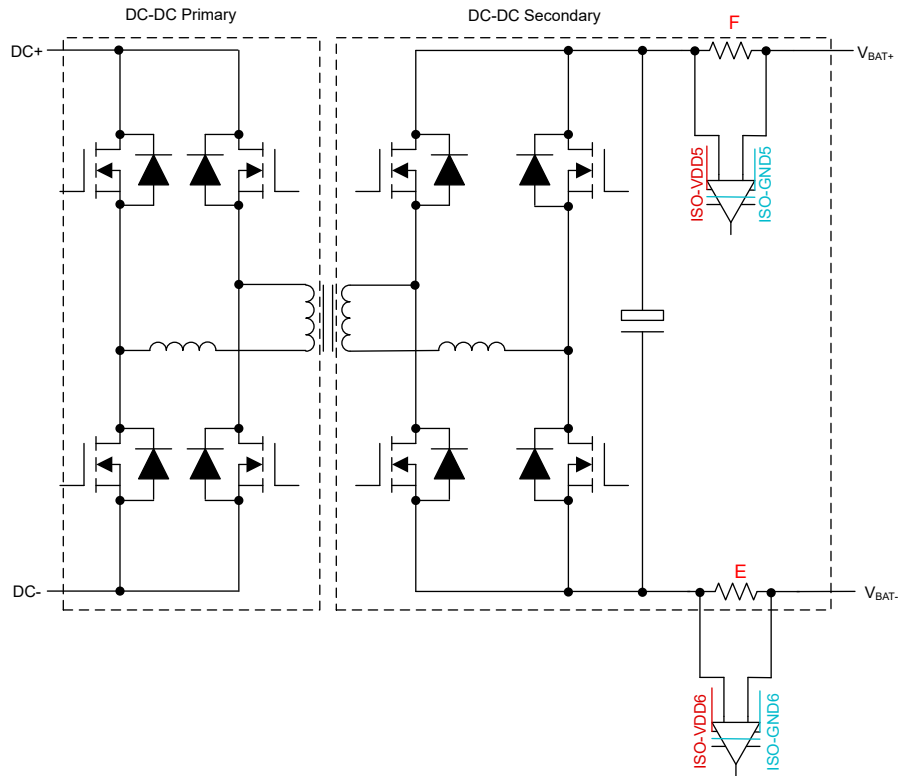 DC-DC Primary
DC-DC Secondary
DC+
F
VBAT+
ISO-VDD5
ISO-GND5
DC-
E
VBAT-
ISO-VDD6
ISO-GND6